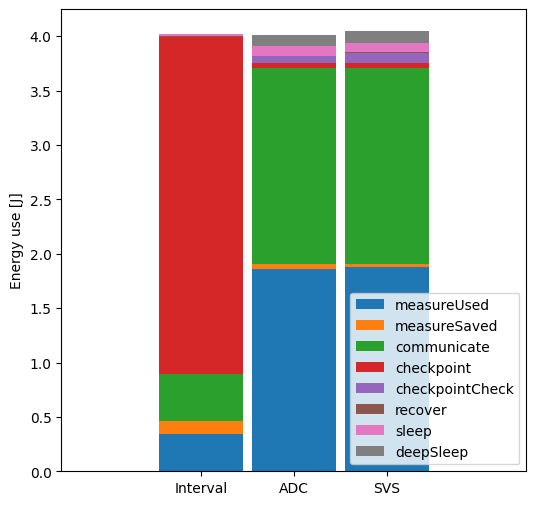 Energy use [J]
4.0
3.5
3.0
2.5
2.0
1.5
1.0
0.5
0.0
measureUsed
measureSaved
communicate
checkpoint
checkpointCheck
recover
sleep
deepSleep
Interval ADC SVS